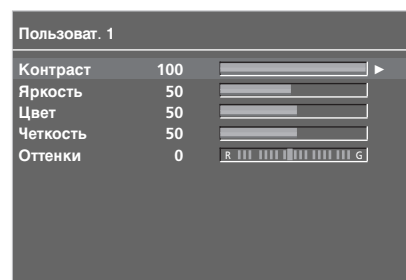 Пользоват. 1
Контраст 100
Яркость 50
Цвет 50
Четкость 50
Оттенки 0 R G